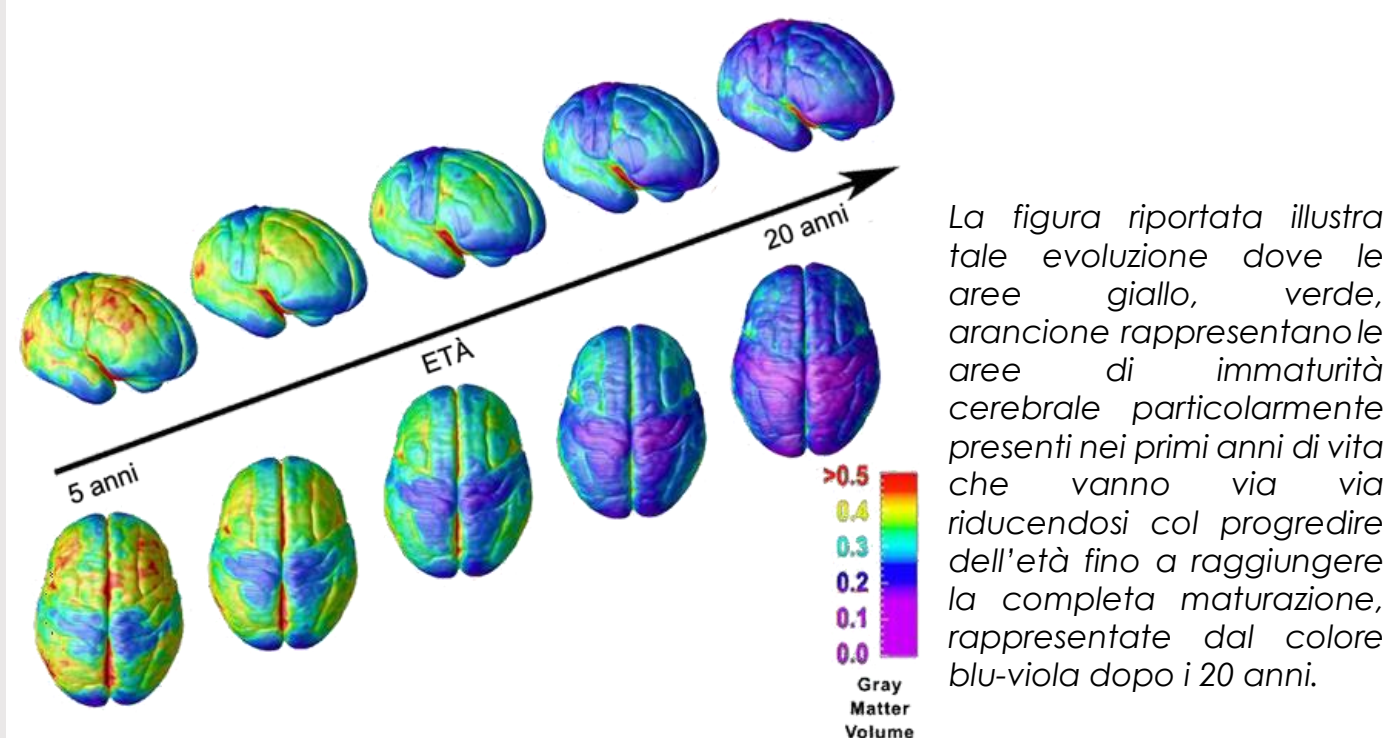 5 anni
ETÀ
20 anni
>0.5
0.4
0.3
0.2
0.1
0.0
Gray
Matter
Volume
La figura riportata illustra
tale evoluzione dove le
aree giallo, verde,
arancione rappresentano le
aree di immaturità
cerebrale particolarmente
presenti nei primi anni di vita
che vanno via via
riducendosi col progredire
dell’età fino a raggiungere
la completa maturazione,
rappresentate dal colore
blu-viola dopo i 20 anni.